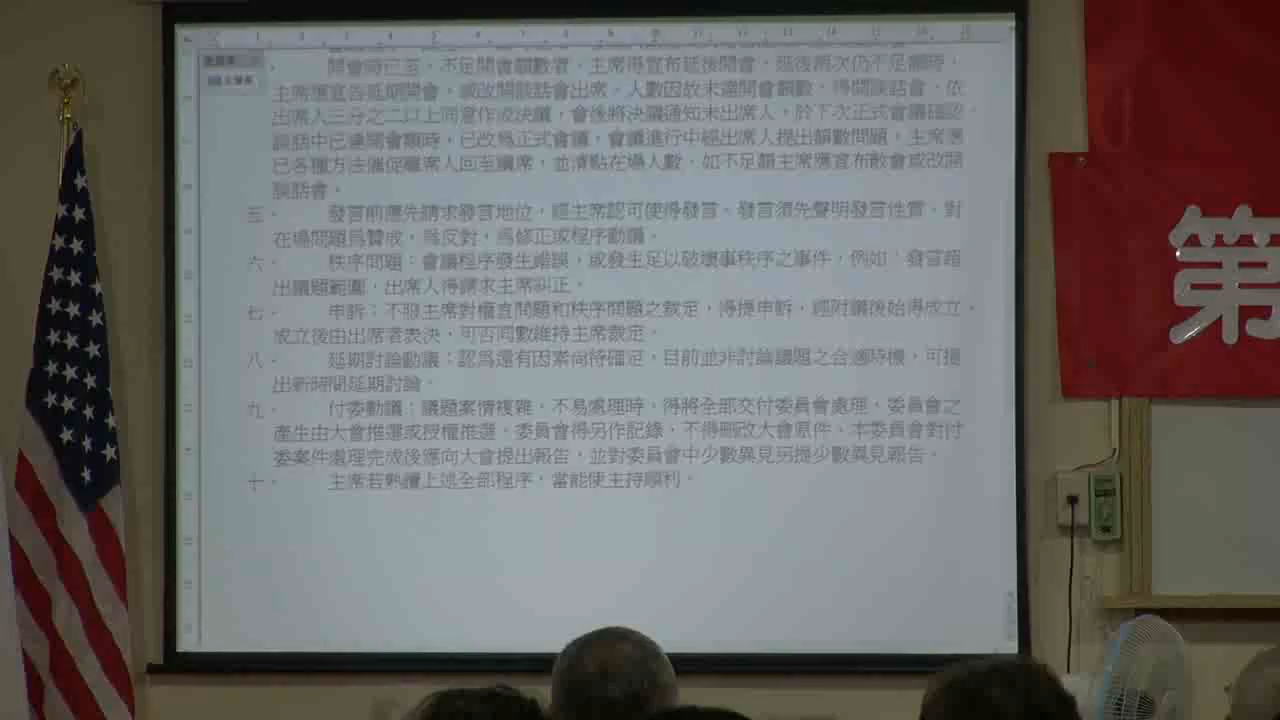 開會時已至，不足開會額數者，主席得宣布延後開會，延後兩次仍不足額時，
主席應宣告延期開會，或改開談話會出席。人數因故未達開會額數，得開談話會，依
出席人三分之二以上同意作成決議，會後將決議通知未出席人，於下次正式會議確認。
談話中已達開會額時，已改為正式會議，會議進行中經出席人提出額數問題，主席應
已各種方法催促離席人回至議席，並清點在場人數，如不足額主席應宣布散會或改開
談話會。
五． 發言前應先請求發言地位，經主席認可使得發言。發言須先聲明發言性質，對
在場問題為贊成，為反對，為修正或程序動議。
六． 秩序問題：會議程序發生錯誤，或發生足以破壞事秩序之事件，例如：發言超
出議題範圍，出席人得請求主席糾正。
七． 申訴：不服主席對權宜問題和秩序問題之裁定，得提申訴，經附議後始得成立，
成立後由出席者表決，可否同數維持主席裁定。
八． 延期討論動議：認為還有因素尚待確定，目前並非討論議題之合適時機，可提
出新時間延期討論。
九． 付委動議：議題案情複雜，不易處理時，得將全部交付委員會處理。委員會之
產生由大會推選或授權推選。委員會得另作記錄，不得刪改大會原件。本委員會對付
委案件處理完成後應向大會提出報告，並對委員會中少數異見另提少數異見報告。
十． 主席若熟讀上述全部程序，當能使主持順利。
第